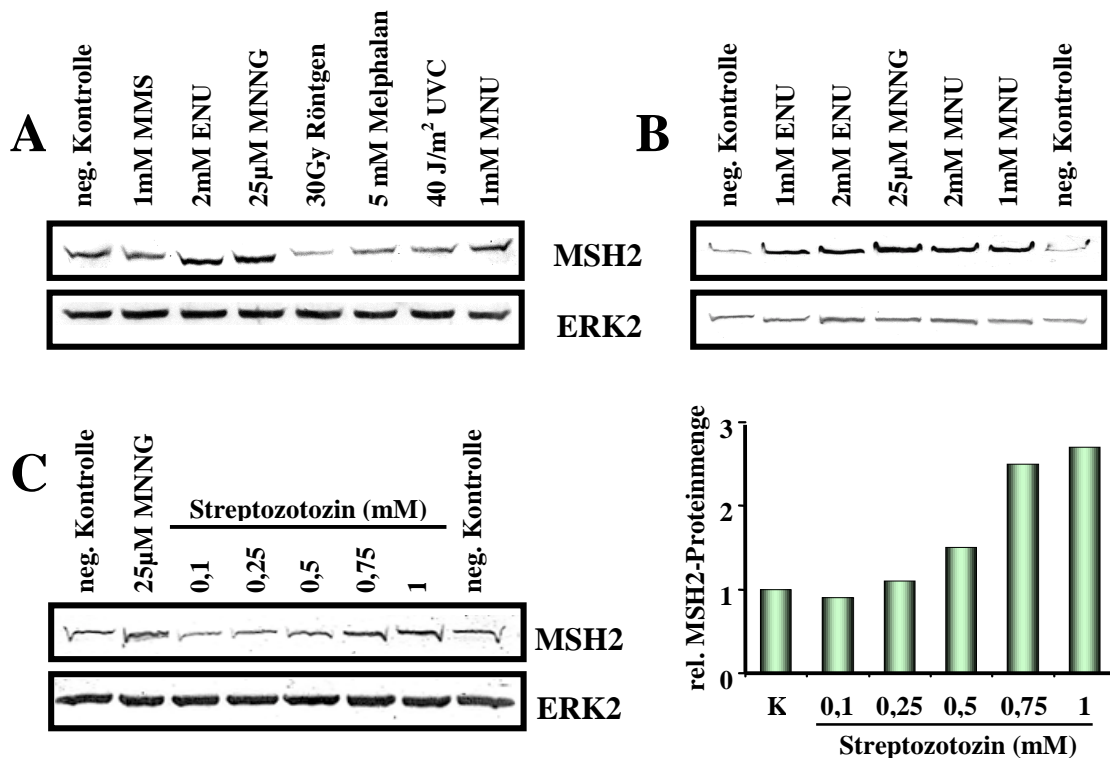 A
neg. Kontrolle
1mM MMS
2mM ENU
25µM MNNG
30Gy Röntgen
5 mM Melphalan
40 J/m² UVC
1mM MNU
MSH2
ERK2
B
neg. Kontrolle
1mM ENU
2mM ENU
25µM MNNG
2mM MNU
1mM MNU
neg. Kontrolle
C
neg. Kontrolle
25µM MNNG
Streptozotozin (mM)
0,1
0,25
0,5
0,75
1
neg. Kontrolle
MSH2
ERK2
rel. MSH2-Proteinmenge
3
2
1
0
K 0,1 0,25 0,5 0,75 1
Streptozotozin (mM)